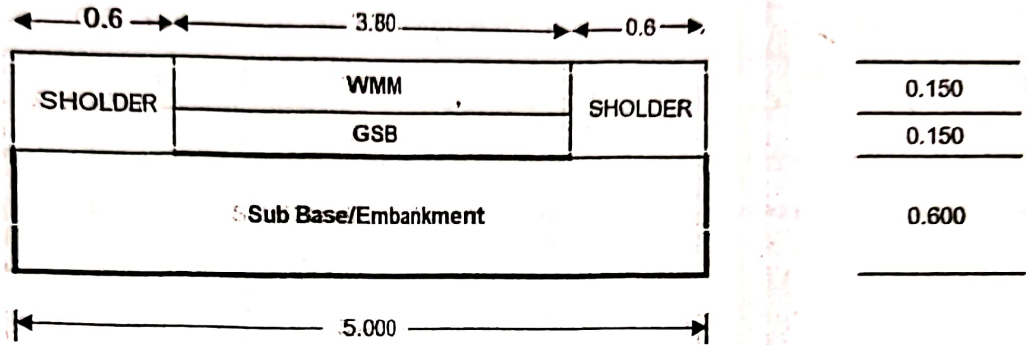 0.6 3.80 0.6
WMM 0.150
SHOLDER SHOLDER
GSB 0.150
Sub Base/Embankment 0.600
5.000